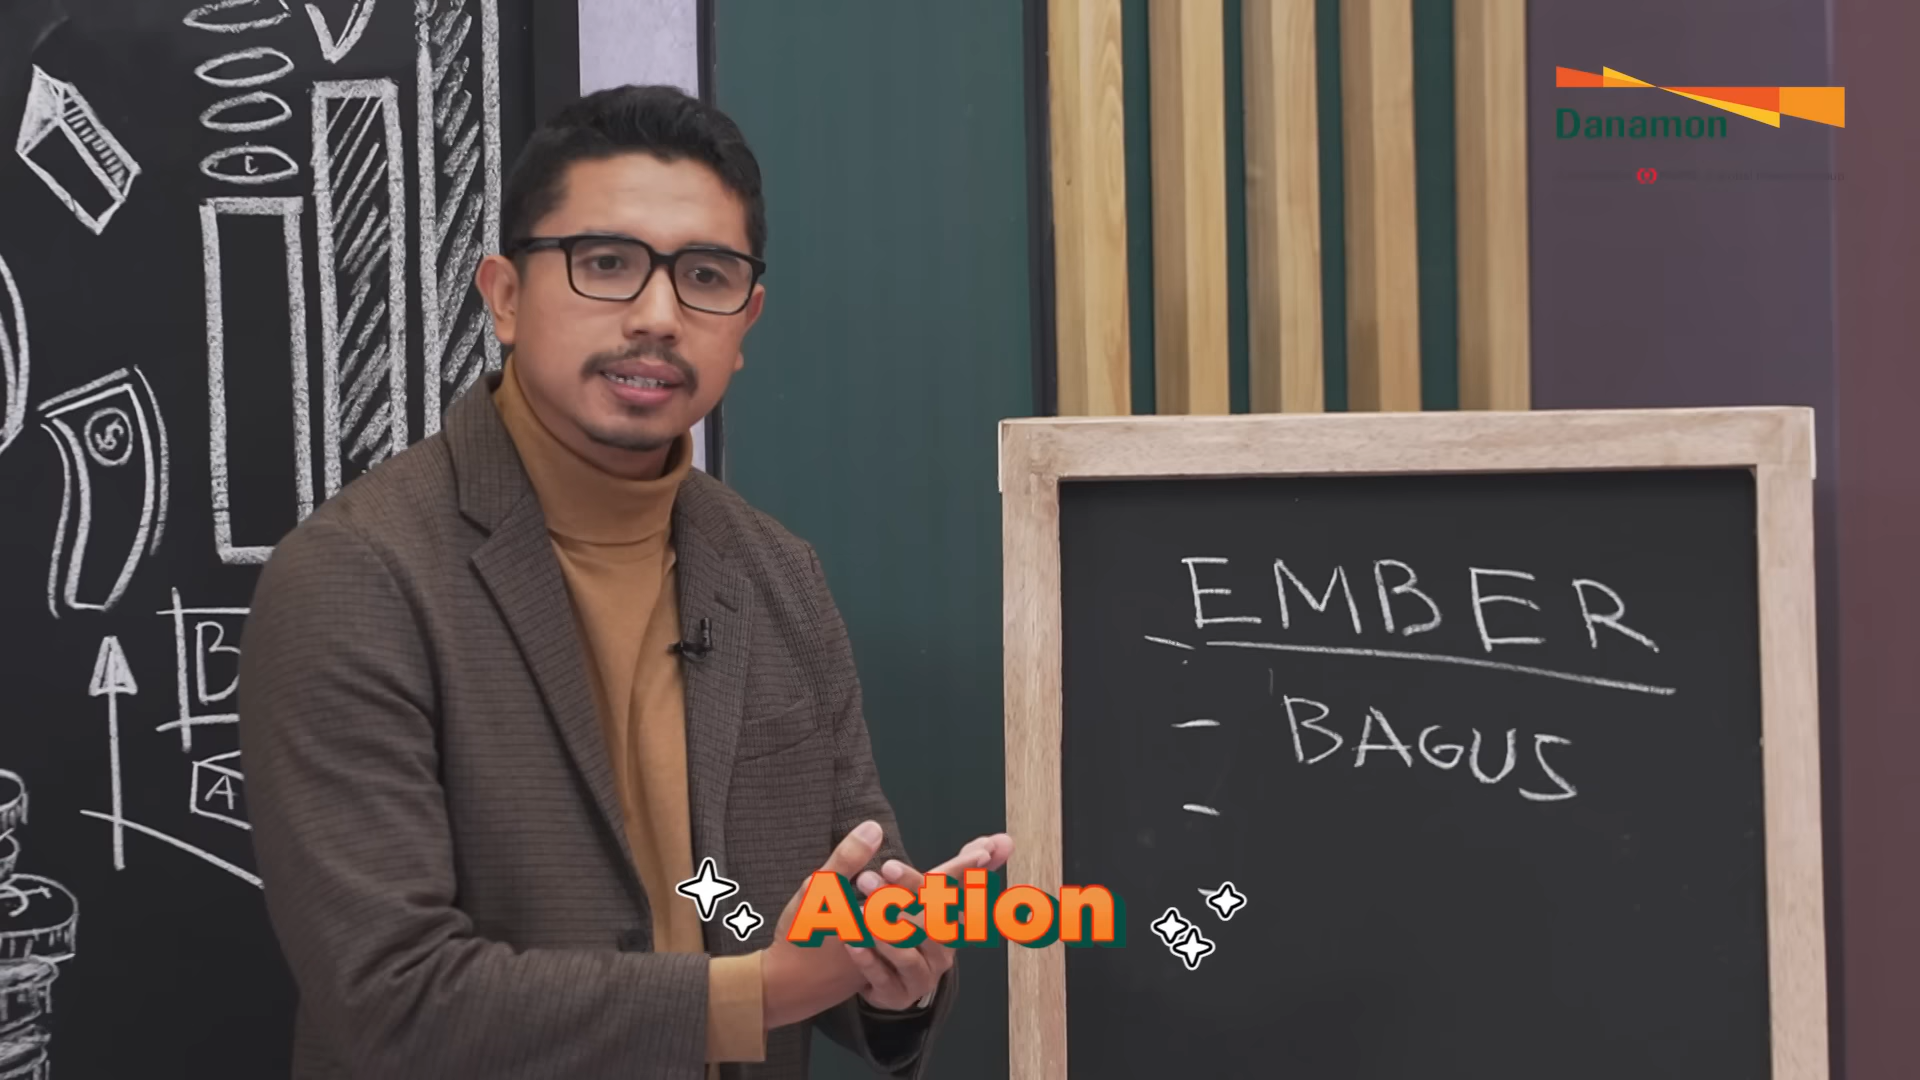 Danamon
EMBER
- BAGUS
-
B
A
Action